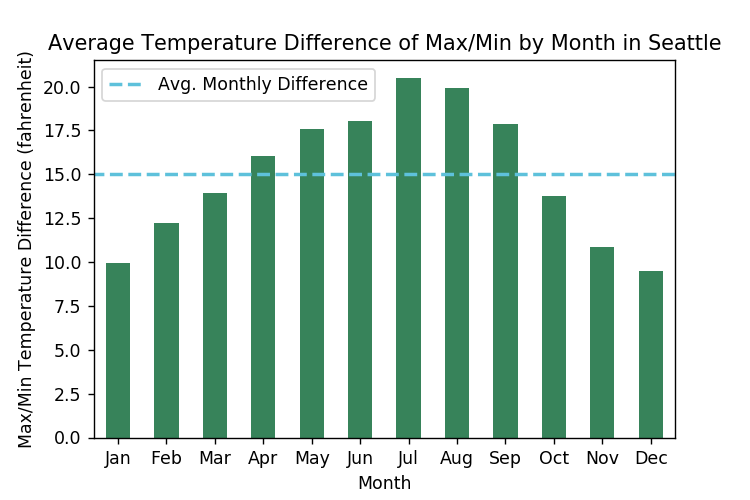 Average Temperature Difference of Max/Min by Month in Seattle
Avg. Monthly Difference
Max/Min Temperature Difference (fahrenheit)
20.0
17.5
15.0
12.5
10.0
7.5
5.0
2.5
0.0
Jan Feb Mar Apr May Jun Jul Aug Sep Oct Nov Dec
Month